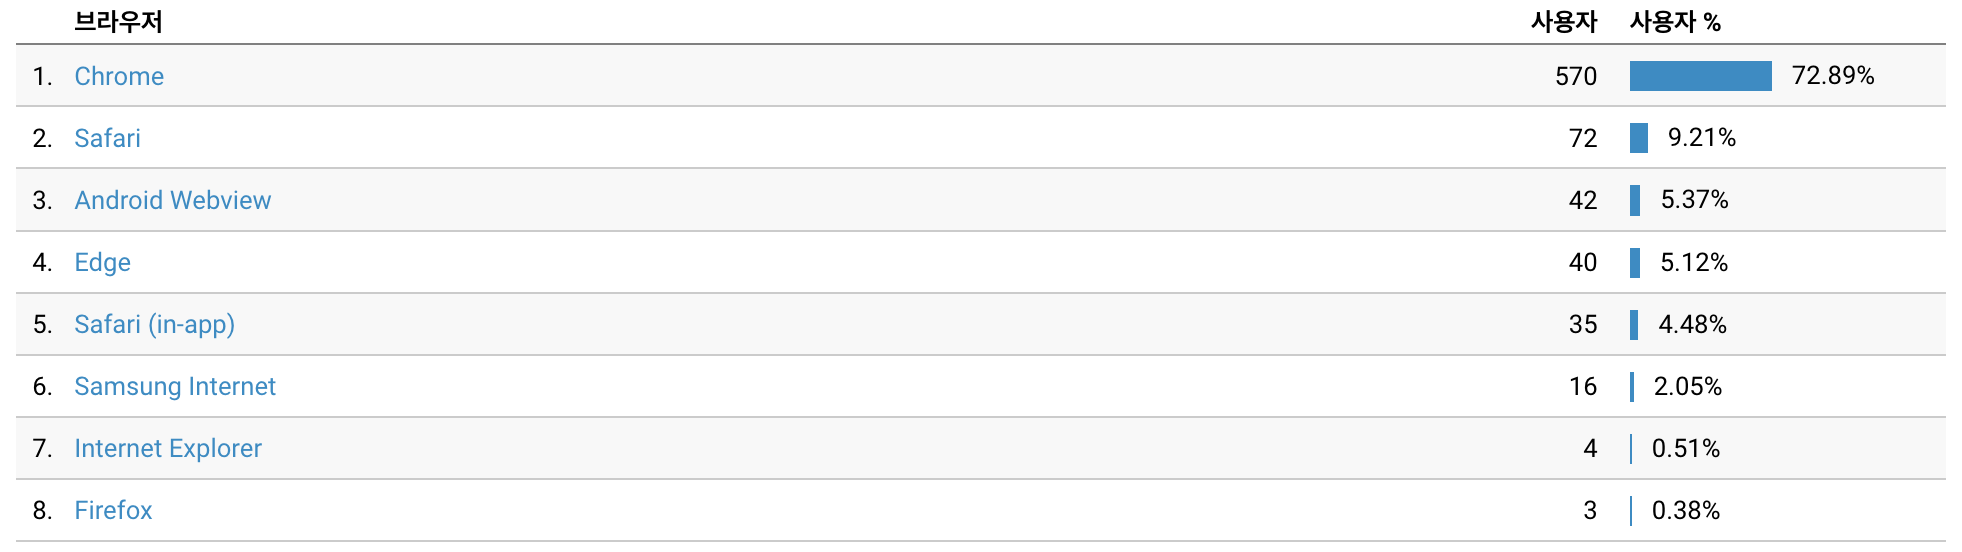 브라우저 사용자 사용자 %
1. Chrome 570 72.89%
2. Safari 72 9.21%
3. Android Webview 42 5.37%
4. Edge 40 5.12%
5. Safari (in-app) 35 4.48%
6. Samsung Internet 16 2.05%
7. Internet Explorer 4 0.51%
8. Firefox 3 0.38%